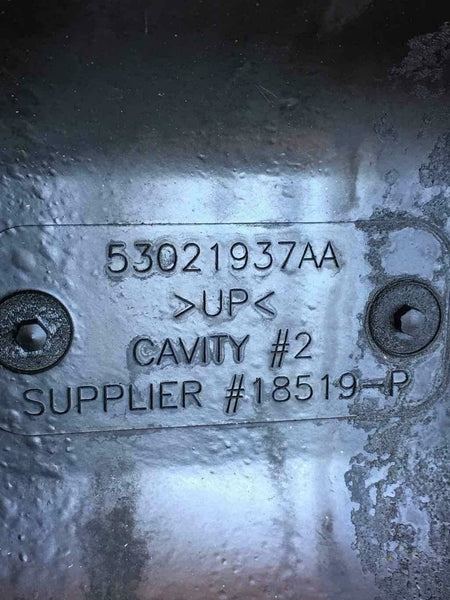 53021937AA
>UP<
CAVITY #2
SUPPLIER #18519-P